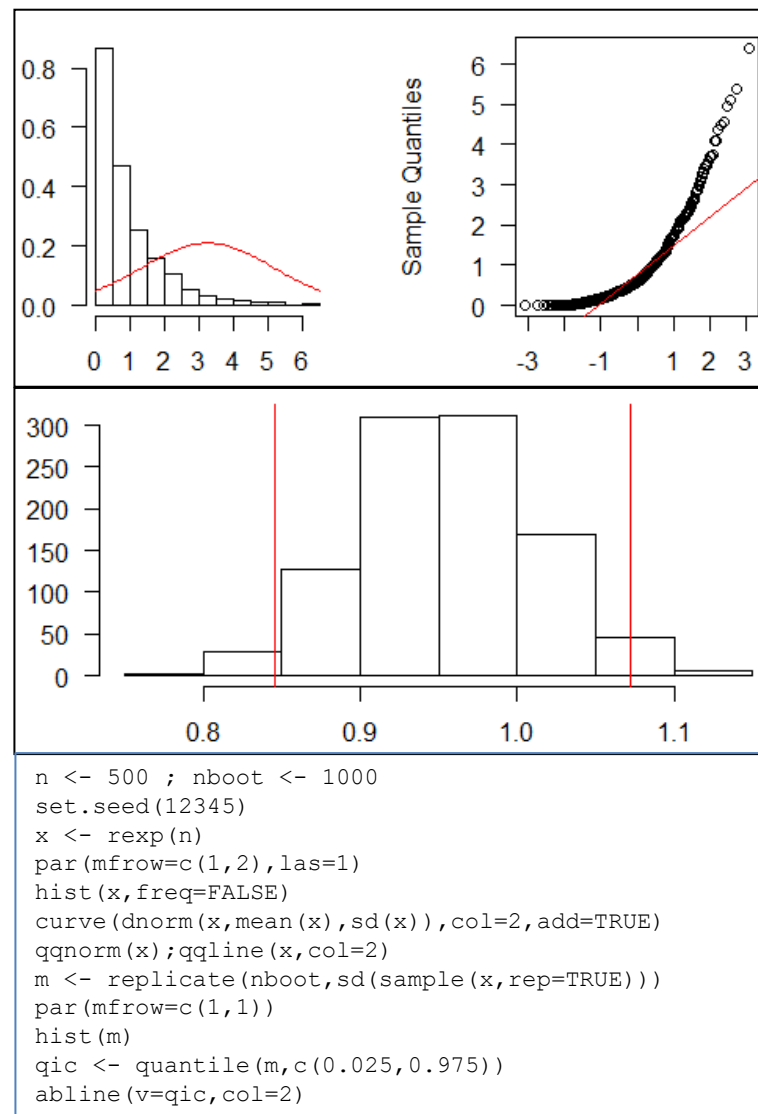 0.8
0.6
0.4
0.2
0.0
0 1 2 3 4 5 6
Sample Quantiles
6
5
4
3
2
1
0
-3 -1 1 2 3
300
250
200
150
100
50
0
0.8 0.9 1.0 1.1
n <- 500 ; nboot <- 1000
set.seed(12345)
x <- rexp(n)
par(mfrow=c(1,2),las=1)
hist(x,freq=FALSE)
curve(dnorm(x,mean(x),sd(x)),col=2,add=TRUE)
qqnorm(x);qqline(x,col=2)
m <- replicate(nboot,sd(sample(x,rep=TRUE)))
par(mfrow=c(1,1))
hist(m)
qic <- quantile(m,c(0.025,0.975))
abline(v=qic,col=2)